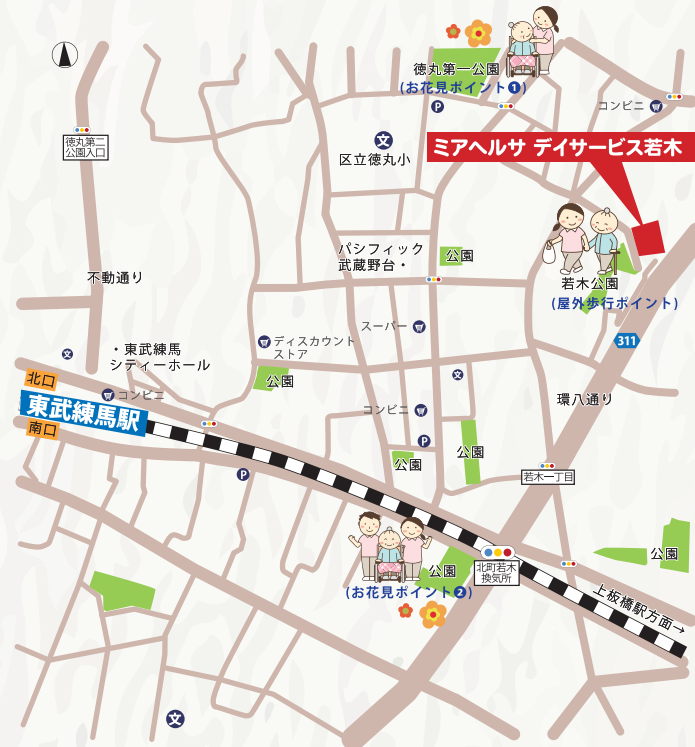 徳丸第一公園
(お花見ポイント❶)
P
コンビニ
徳丸第二
公園入口
文
区立徳丸小
ミアヘルサ デイサービス若木
パシフィック
武蔵野台・
公園
若木公園
(屋外歩行ポイント)
不動通り
スーパー
311
ディスカウント
ストア
文
・東武練馬
シティーホール
公園
文
環八通り
北口
コンビニ
東武練馬駅
南口
コンビニ
P
公園
公園
P
若木一丁目
公園
北町若木
換気所
公園
(お花見ポイント❷)
上板橋駅方面→
文